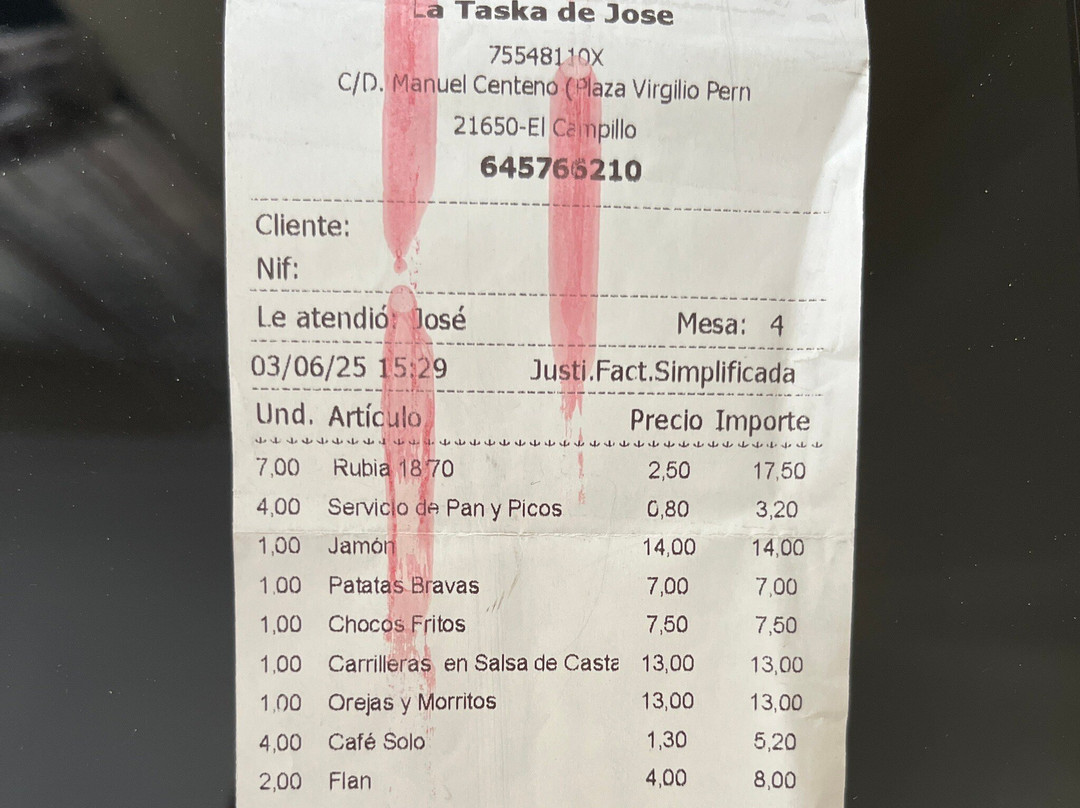 La Taska de Jose
75548110X
C/D. Manuel Centeno (Plaza Virgilio Pern
21650-El Campillo
645766210
Cliente:
Nif:
Le atendió: José Mesa: 4
03/06/25 15:29 Justi.Fact.Simplificada
Und. Artículo Precio Importe
7,00 Rubia 1870 2,50 17,50
4,00 Servicio de Pan y Picos 0,80 3,20
1,00 Jamón 14,00 14,00
1,00 Patatas Bravas 7,00 7,00
1,00 Chocos Fritos 7,50 7,50
1,00 Carrilleras en Salsa de Casta 13,00 13,00
1,00 Orejas y Morritos 13,00 13,00
4,00 Café Solo 1,30 5,20
2,00 Flan 4,00 8,00